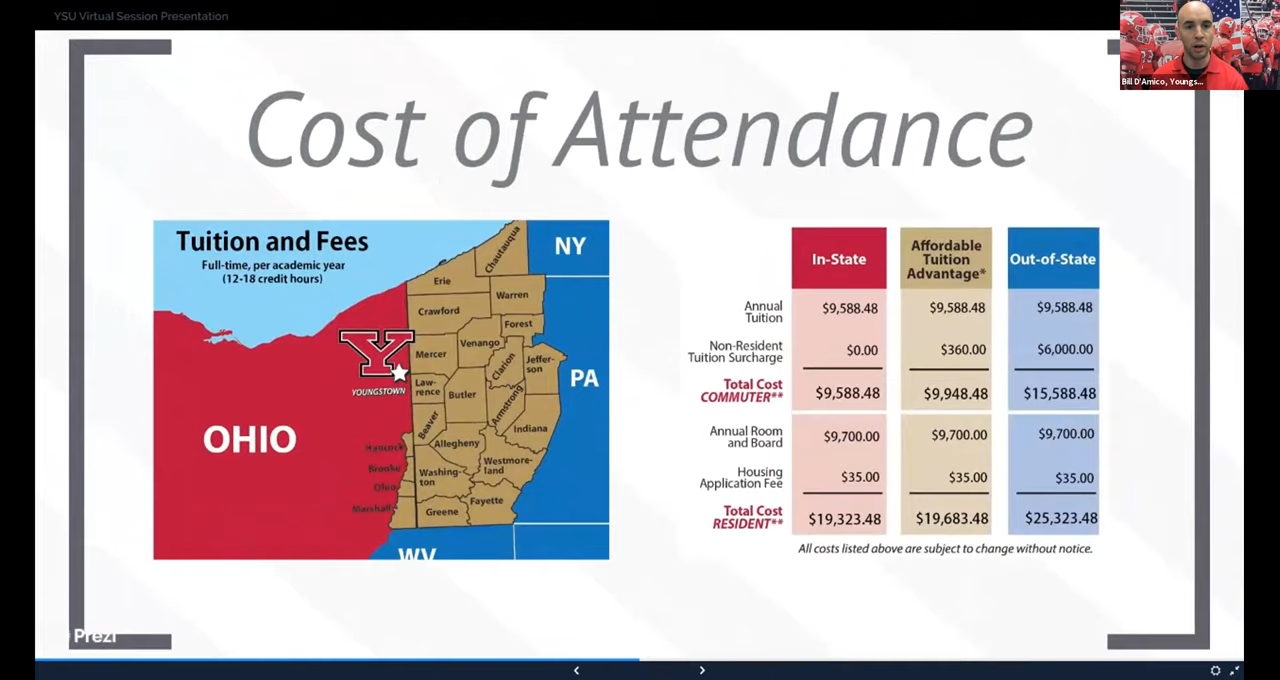 YSU Virtual Session Presentation
Bill D'Amico, Youngs...
Cost of Attendance
Tuition and Fees
Full-time, per academic year
(12-18 credit hours)
NY
PA
OHIO
WV
Y
YOUNGSTOWN
Chautauqua
Erie
Warren
Crawford
Forest
Mercer
Venango
Clarion
Jeffer-
son
Law-
rence
Butler
Armstrong
Beaver
Indiana
Allegheny
Hancock
Brooke
Ohio
Marshall
Washing-
ton
Westmore-
land
Fayette
Greene
In-State
Affordable
Tuition
Advantage*
Out-of-State
Annual
Tuition
$9,588.48
$9,588.48
$9,588.48
Non-Resident
Tuition Surcharge
$0.00
$360.00
$6,000.00
Total Cost
COMMUTER**
$9,588.48
$9,948.48
$15,588.48
Annual Room
and Board
$9,700.00
$9,700.00
$9,700.00
Housing
Application Fee
$35.00
$35.00
$35.00
Total Cost
RESIDENT**
$19,323.48
$19,683.48
$25,323.48
All costs listed above are subject to change without notice.
Prezi